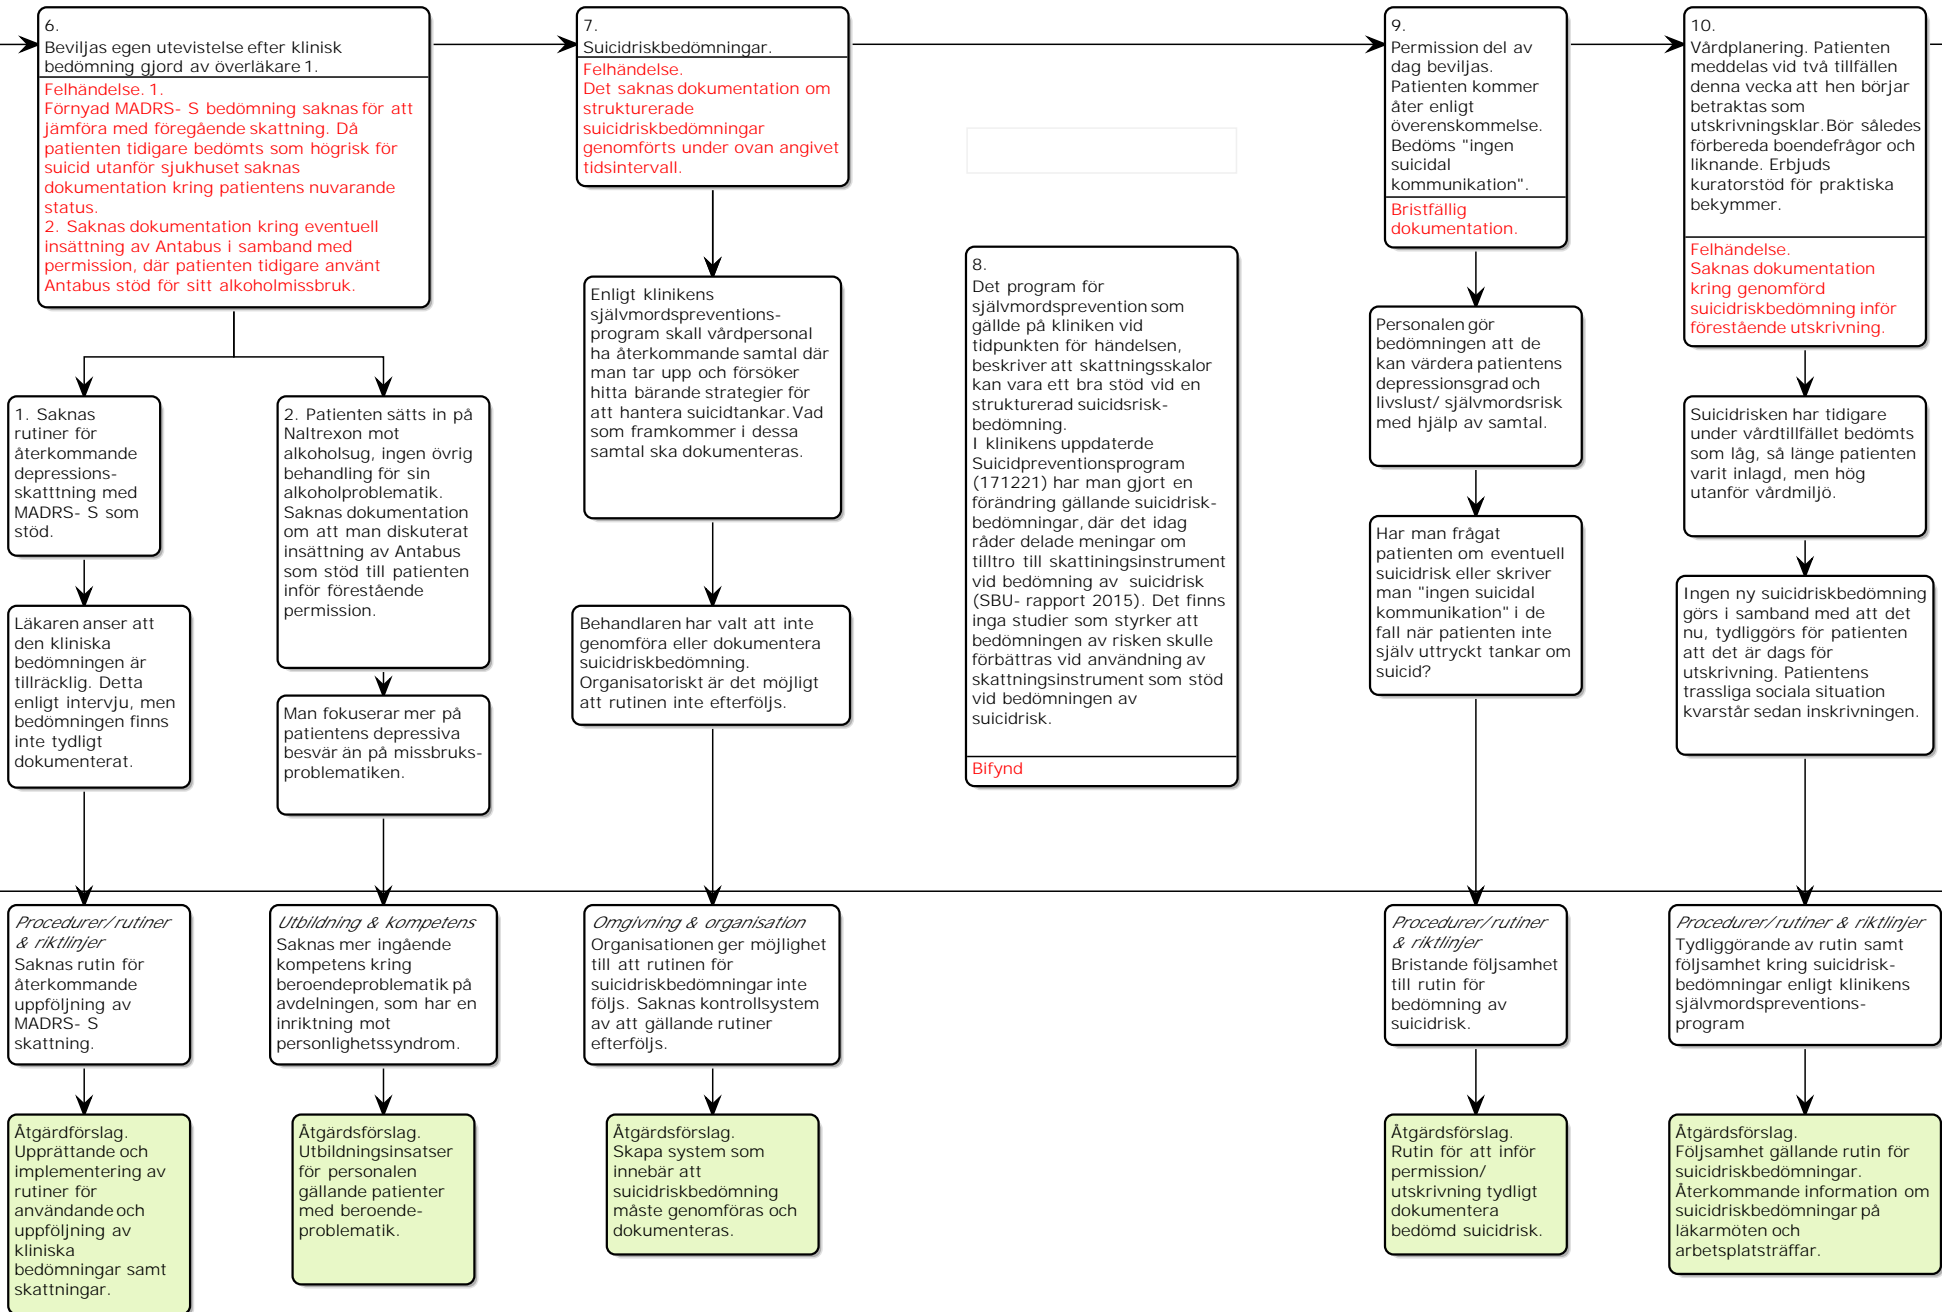 6.
Beviljas egen utevistelse efter klinisk
bedömning gjord av överläkare 1.
Felhändelse. 1.
Förnyad MADRS- S bedömning saknas för att
jämföra med föregående skattning. Då
patienten tidigare bedömts som högrisk för
suicid utanför sjukhuset saknas
dokumentation kring patientens nuvarande
status.
2. Saknas dokumentation kring eventuell
insättning av Antabus i samband med
permission, där patienten tidigare använt
Antabus stöd för sitt alkoholmissbruk.
1. Saknas
rutiner för
återkommande
depressions-
skatttning med
MADRS- S som
stöd.
Läkaren anser att
den kliniska
bedömningen är
tillräcklig. Detta
enligt intervju, men
bedömningen finns
inte tydligt
dokumenterat.
Procedurer/rutiner
& riktlinjer
Saknas rutin för
återkommande
uppföljning av
MADRS- S
skattning.
Åtgärdförslag.
Upprättande och
implementering av
rutiner för
användande och
uppföljning av
kliniska
bedömningar samt
skattningar.
2. Patienten sätts in på
Naltrexon mot
alkoholsug, ingen övrig
behandling för sin
alkoholproblematik.
Saknas dokumentation
om att man diskuterat
insättning av Antabus
som stöd till patienten
inför förestående
permission.
Man fokuserar mer på
patientens depressiva
besvär än på missbruks-
problematiken.
Utbildning & kompetens
Saknas mer ingående
kompetens kring
beroendeproblematik på
avdelningen, som har en
inriktning mot
personlighetssyndrom.
Åtgärdsförslag.
Utbildningsinsatser
för personalen
gällande patienter
med beroende-
problematik.
7.
Suicidriskbedömningar.
Felhändelse.
Det saknas dokumentation om
strukturerade
suicidriskbedömningar
genomförts under ovan angivet
tidsintervall.
Enligt klinikens
självmordspreventions-
program skall vårdpersonal
ha återkommande samtal där
man tar upp och försöker
hitta bärande strategier för
att hantera suicidtankar. Vad
som framkommer i dessa
samtal ska dokumenteras.
Behandlaren har valt att inte
genomföra eller dokumentera
suicidriskbedömning.
Organisatoriskt är det möjligt
att rutinen inte efterföljs.
Omgivning & organisation
Organisationen ger möjlighet
till att rutinen för
suicidriskbedömningar inte
följs. Saknas kontrollsystem
av att gällande rutiner
efterföljs.
Åtgärdsförslag.
Skapa system som
innebär att
suicidriskbedömning
måste genomföras och
dokumenteras.
8.
Det program för
självmordsprevention som
gällde på kliniken vid
tidpunkten för händelsen,
beskriver att skattningsskalor
kan vara ett bra stöd vid en
strukturerad suicidsrisk-
bedömning.
I klinikens uppdaterde
Suicidpreventionsprogram
(171221) har man gjort en
förändring gällande suicidrisk-
bedömningar, där det idag
råder delade meningar om
tilltro till skattiningsinstrument
vid bedömning av suicidrisk
(SBU- rapport 2015). Det finns
inga studier som styrker att
bedömningen av risken skulle
förbättras vid användning av
skattningsinstrument som stöd
vid bedömningen av
suicidrisk.
Bifynd
9.
Permission del av
dag beviljas.
Patienten kommer
åter enligt
överenskommelse.
Bedöms "ingen
suicidal
kommunikation".
Bristfällig
dokumentation.
Personalen gör
bedömningen att de
kan värdera patientens
depressionsgrad och
livslust/ självmordsrisk
med hjälp av samtal.
Har man frågat
patienten om eventuell
suicidrisk eller skriver
man "ingen suicidal
kommunikation" i de
fall när patienten inte
själv uttryckt tankar om
suicid?
Procedurer/rutiner
& riktlinjer
Bristande följsamhet
till rutin för
bedömning av
suicidrisk.
Åtgärdsförslag.
Rutin för att inför
permission/
utskrivning tydligt
dokumentera
bedömd suicidrisk.
10.
Vårdplanering. Patienten
meddelas vid två tillfällen
denna vecka att hen börjar
betraktas som
utskrivningsklar. Bör således
förbereda boendefrågor och
liknande. Erbjuds
kuratorstöd för praktiska
bekymmer.
Felhändelse.
Saknas dokumentation
kring genomförd
suicidriskbedömning inför
förestående utskrivning.
Suicidrisken har tidigare
under vårdtillfället bedömts
som låg, så länge patienten
varit inlagd, men hög
utanför vårdmiljö.
Ingen ny suicidriskbedömning
görs i samband med att det
nu, tydliggörs för patienten
att det är dags för
utskrivning. Patientens
trassliga sociala situation
kvarstår sedan inskrivningen.
Procedurer/rutiner & riktlinjer
Tydliggörande av rutin samt
följsamhet kring suicidrisk-
bedömningar enligt klinikens
självmordspreventions-
program
Åtgärdsförslag.
Följsamhet gällande rutin för
suicidriskbedömningar.
Återkommande information om
suicidriskbedömningar på
läkarmöten och
arbetsplatsträffar.